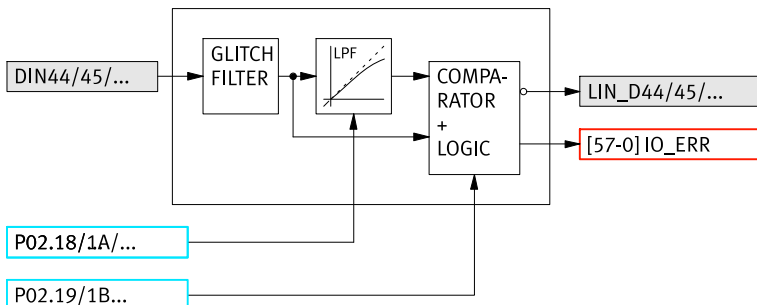 GLITCH
FILTER
LPF
DIN44/45/...
COMPA-
RATOR
+
LOGIC
LIN_D44/45/...
[57-0] IO_ERR
P02.18/1A/...
P02.19/1B...